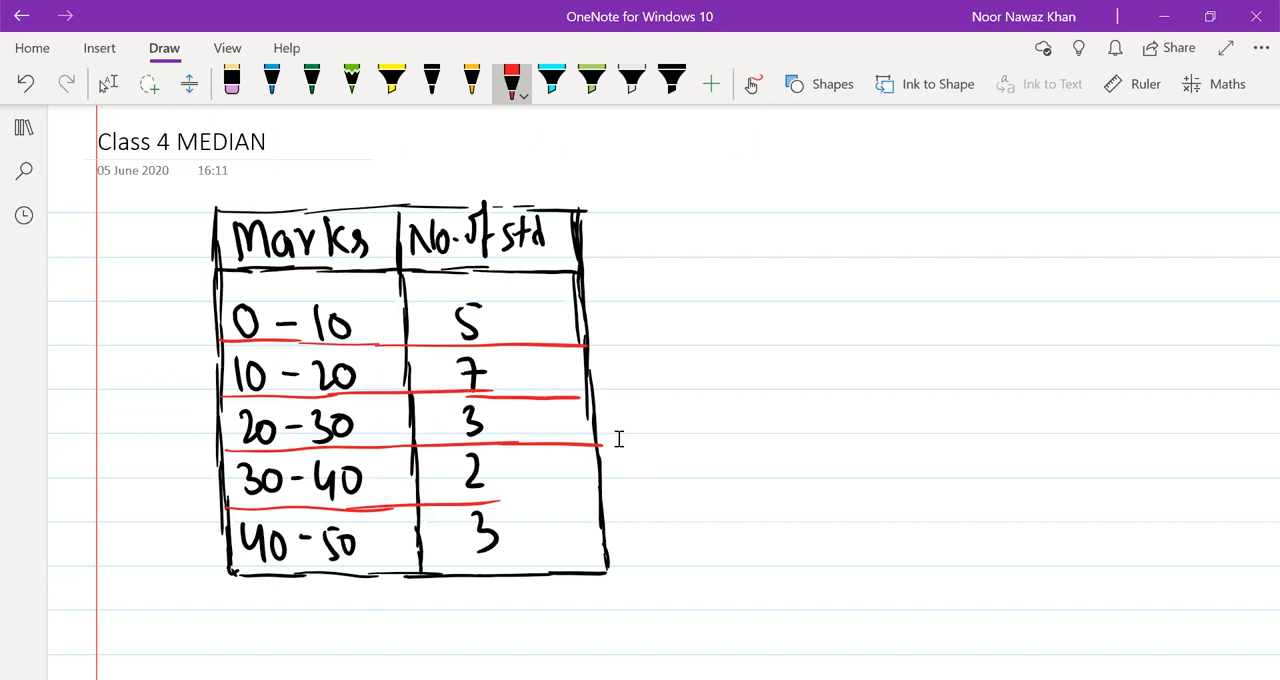 OneNote for Windows 10
Noor Nawaz Khan
Home Insert Draw View Help
Share
Shapes Ink to Shape Ink to Text Ruler Maths
Class 4 MEDIAN
05 June 2020 16:11
Marks No. of std
0 - 10 5
10 - 20 7
20 - 30 3
30 - 40 2
40 - 50 3